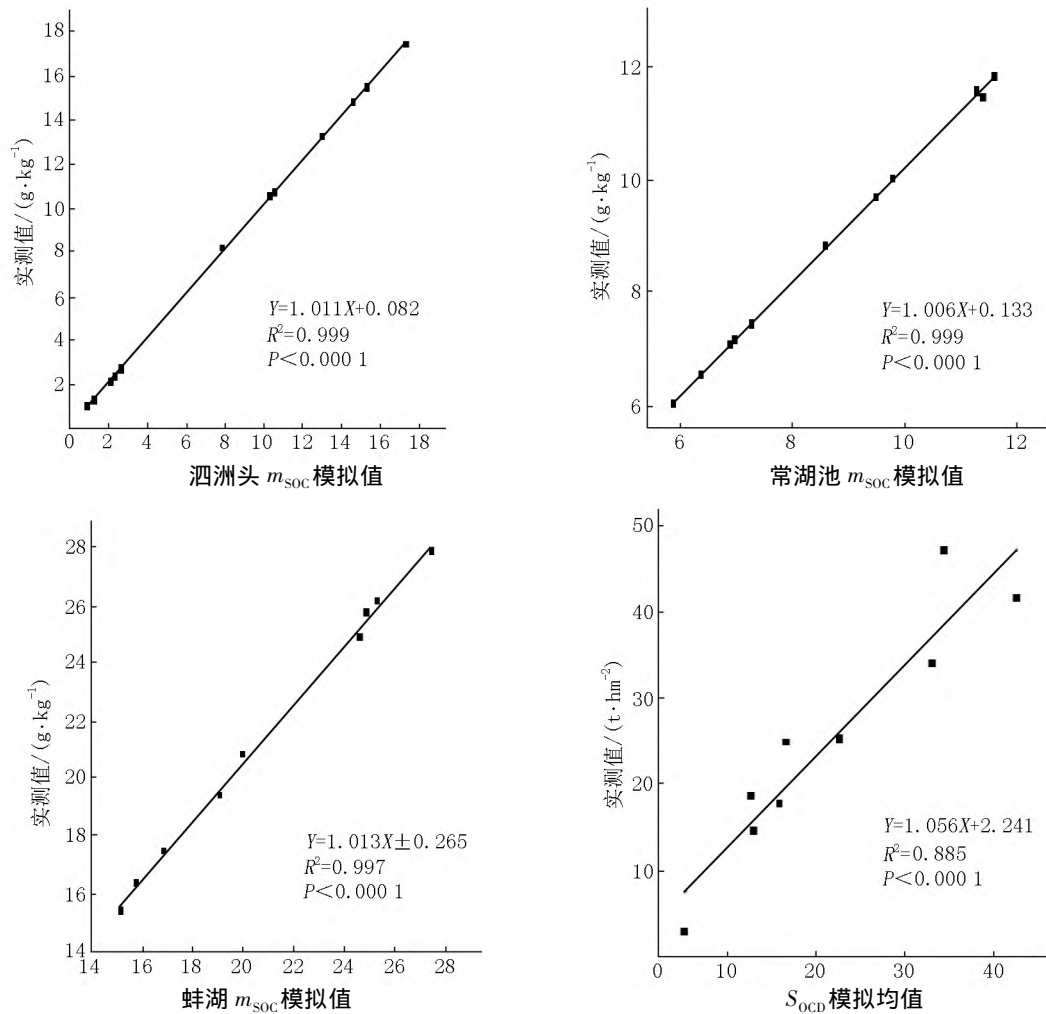 18
16
14
12
10
8
6
4
2
实测值/(g·kg⁻¹)
Y=1.011X+0.082
R²=0.999
P<0.000 1
0 2 4 6 8 10 12 14 16 18
泗洲头 m_SOC 模拟值
12
10
8
6
实测值/(g·kg⁻¹)
Y=1.006X+0.133
R²=0.999
P<0.000 1
6 8 10 12
常湖池 m_SOC 模拟值
28
26
24
22
20
18
16
14
实测值/(g·kg⁻¹)
Y=1.013X±0.265
R²=0.997
P<0.000 1
14 16 18 20 22 24 26 28
蚌湖 m_SOC 模拟值
50
40
30
20
10
实测值/(t·hm⁻²)
Y=1.056X+2.241
R²=0.885
P<0.000 1
0 10 20 30 40
S_OCD 模拟均值